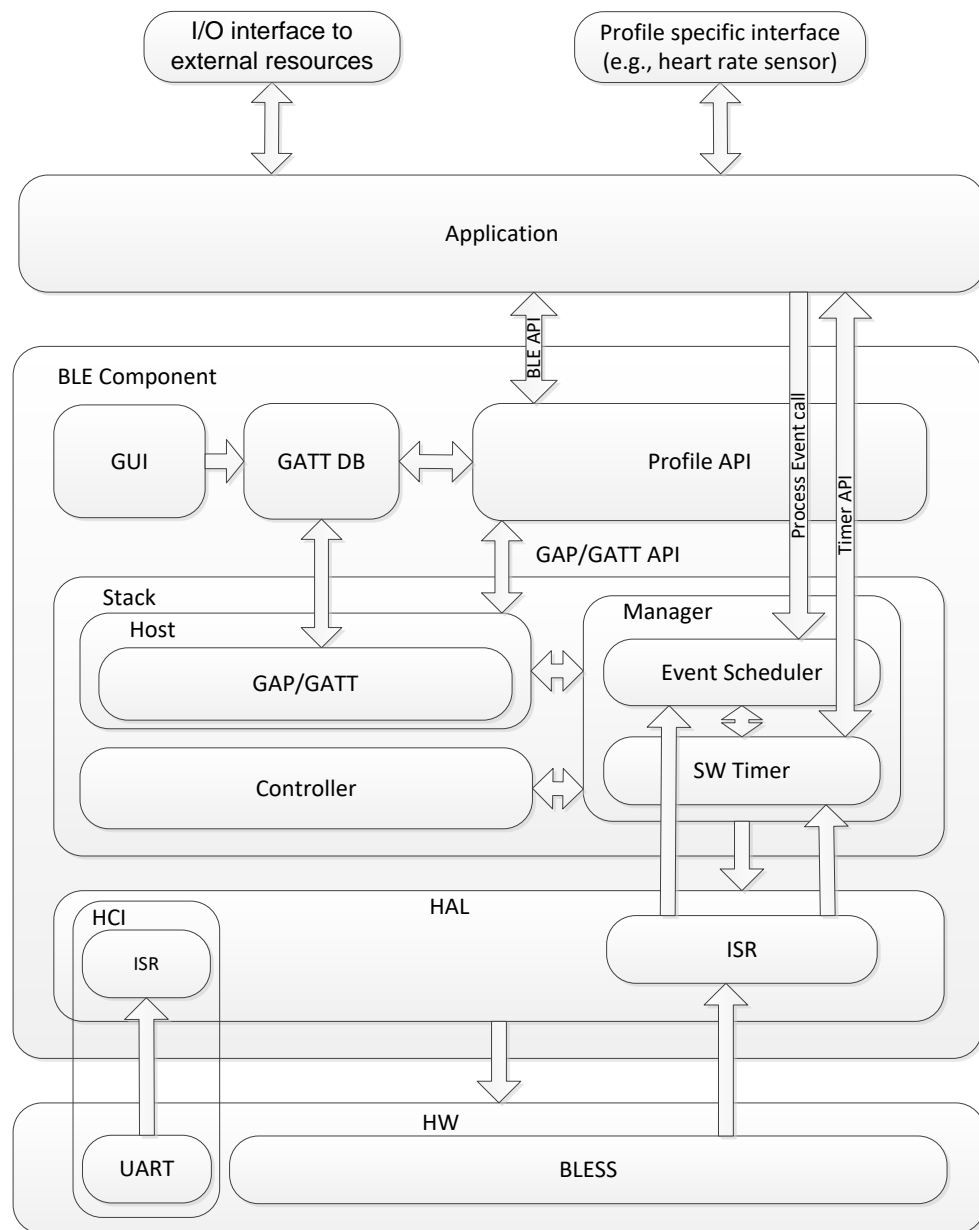 I/O interface to
external resources
Profile specific interface
(e.g., heart rate sensor)
Application
BLE API
Process Event call
Timer API
BLE Component
GUI
GATT DB
Profile API
GAP/GATT API
Stack
Host
GAP/GATT
Manager
Event Scheduler
Controller
SW Timer
HAL
HCI
ISR
ISR
HW
UART
BLESS